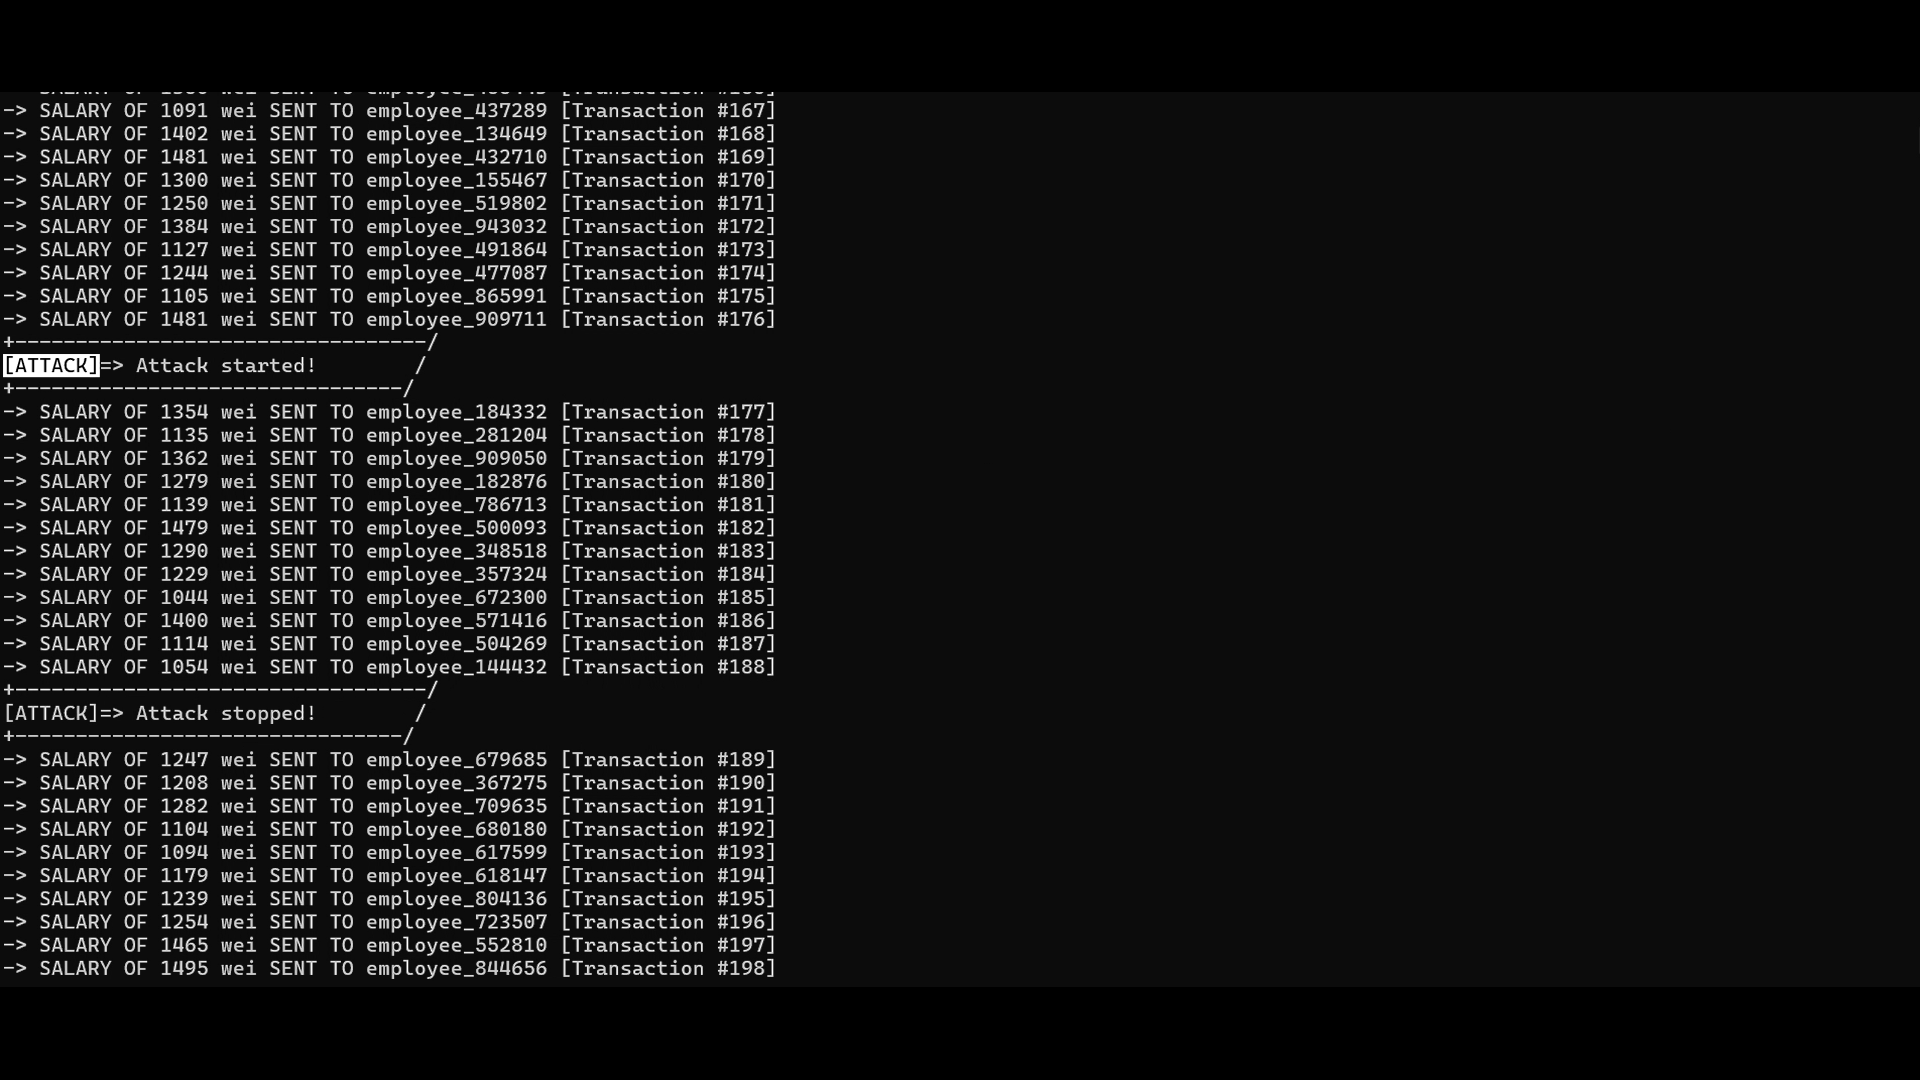 -> SALARY OF 1091 wei SENT TO employee_437289 [Transaction #167]
-> SALARY OF 1402 wei SENT TO employee_134649 [Transaction #168]
-> SALARY OF 1481 wei SENT TO employee_432710 [Transaction #169]
-> SALARY OF 1300 wei SENT TO employee_155467 [Transaction #170]
-> SALARY OF 1250 wei SENT TO employee_519802 [Transaction #171]
-> SALARY OF 1384 wei SENT TO employee_943032 [Transaction #172]
-> SALARY OF 1127 wei SENT TO employee_491864 [Transaction #173]
-> SALARY OF 1244 wei SENT TO employee_477087 [Transaction #174]
-> SALARY OF 1105 wei SENT TO employee_865991 [Transaction #175]
-> SALARY OF 1481 wei SENT TO employee_909711 [Transaction #176]
+----------------------------------/
[ATTACK]=> Attack started!        /
+--------------------------------/
-> SALARY OF 1354 wei SENT TO employee_184332 [Transaction #177]
-> SALARY OF 1135 wei SENT TO employee_281204 [Transaction #178]
-> SALARY OF 1362 wei SENT TO employee_909050 [Transaction #179]
-> SALARY OF 1279 wei SENT TO employee_182876 [Transaction #180]
-> SALARY OF 1139 wei SENT TO employee_786713 [Transaction #181]
-> SALARY OF 1479 wei SENT TO employee_500093 [Transaction #182]
-> SALARY OF 1290 wei SENT TO employee_348518 [Transaction #183]
-> SALARY OF 1229 wei SENT TO employee_357324 [Transaction #184]
-> SALARY OF 1044 wei SENT TO employee_672300 [Transaction #185]
-> SALARY OF 1400 wei SENT TO employee_571416 [Transaction #186]
-> SALARY OF 1114 wei SENT TO employee_504269 [Transaction #187]
-> SALARY OF 1054 wei SENT TO employee_144432 [Transaction #188]
+----------------------------------/
[ATTACK]=> Attack stopped!        /
+--------------------------------/
-> SALARY OF 1247 wei SENT TO employee_679685 [Transaction #189]
-> SALARY OF 1208 wei SENT TO employee_367275 [Transaction #190]
-> SALARY OF 1282 wei SENT TO employee_709635 [Transaction #191]
-> SALARY OF 1104 wei SENT TO employee_680180 [Transaction #192]
-> SALARY OF 1094 wei SENT TO employee_617599 [Transaction #193]
-> SALARY OF 1179 wei SENT TO employee_618147 [Transaction #194]
-> SALARY OF 1239 wei SENT TO employee_804136 [Transaction #195]
-> SALARY OF 1254 wei SENT TO employee_723507 [Transaction #196]
-> SALARY OF 1465 wei SENT TO employee_552810 [Transaction #197]
-> SALARY OF 1495 wei SENT TO employee_844656 [Transaction #198]